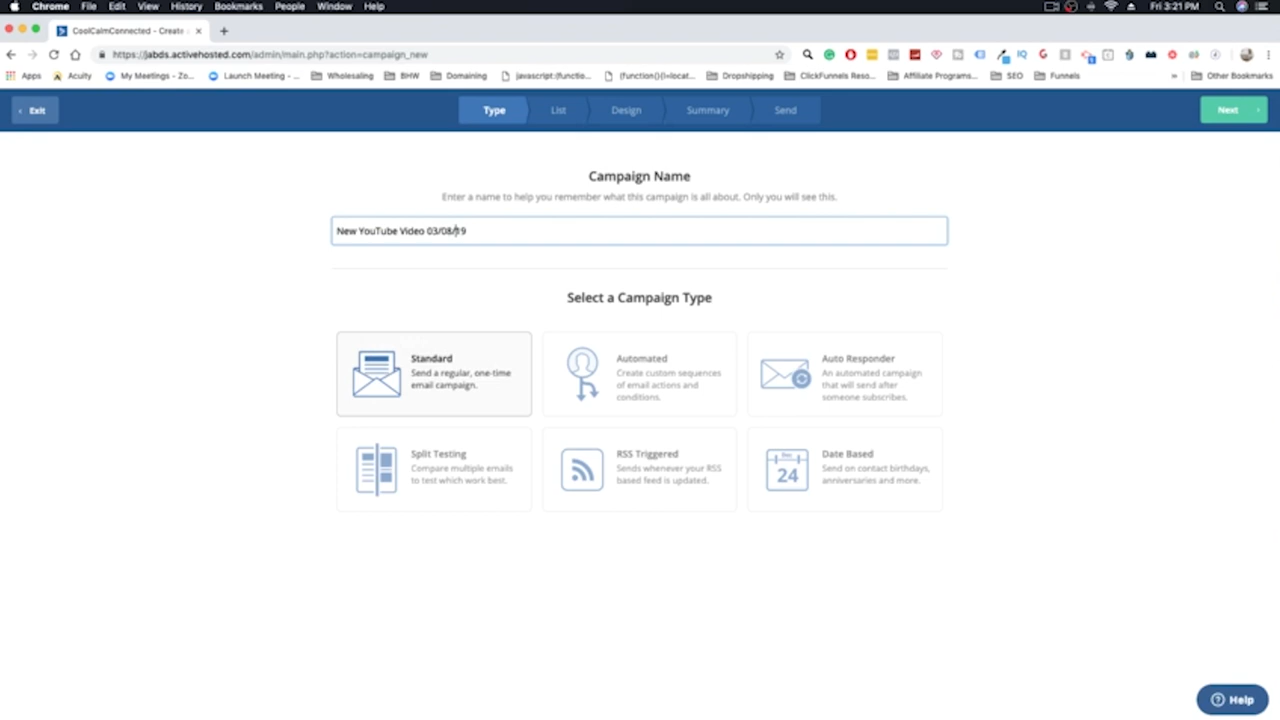 Chrome File Edit View History Bookmarks People Window Help Fri 3:21 PM
CoolCalmConnected - Create
https://jabds.activehosted.com/admin/main.php?action=campaign_new
Apps Acuity My Meetings - Zo... Launch Meeting - ... Wholesaling BHW Domaining javascript:(functio... (function(){l=locat... Dropshipping ClickFunnels Reso... Affiliate Programs... SEO Funnels » Other Bookmarks
Exit Type List Design Summary Send Next
Campaign Name
Enter a name to help you remember what this campaign is all about. Only you will see this.
New YouTube Video 03/08/19
Select a Campaign Type
Standard
Send a regular, one-time
email campaign.
Automated
Create custom sequences
of email actions and
conditions.
Auto Responder
An automated campaign
that will send after
someone subscribes.
Split Testing
Compare multiple emails
to test which work best.
RSS Triggered
Sends whenever your RSS
based feed is updated.
24
Date Based
Send on contact birthdays,
anniversaries and more.
Help